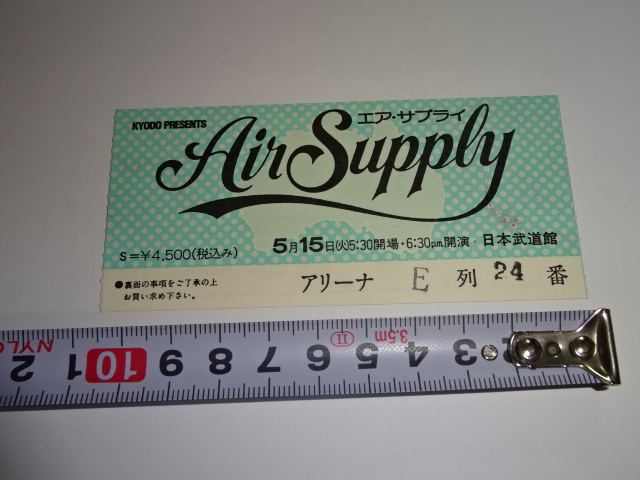 KYODO PRESENTS
エア・サプライ
Air Supply
S=¥4,500(税込み)
5月15日(火)5:30開場・6:30p.m.開演・日本武道館
●裏面の事項をご了承の上
お買い求め下さい。
アリーナ E 列 24 番
2 1 10 9 8 7 6 5 4 3
NYLO
II
3.5m